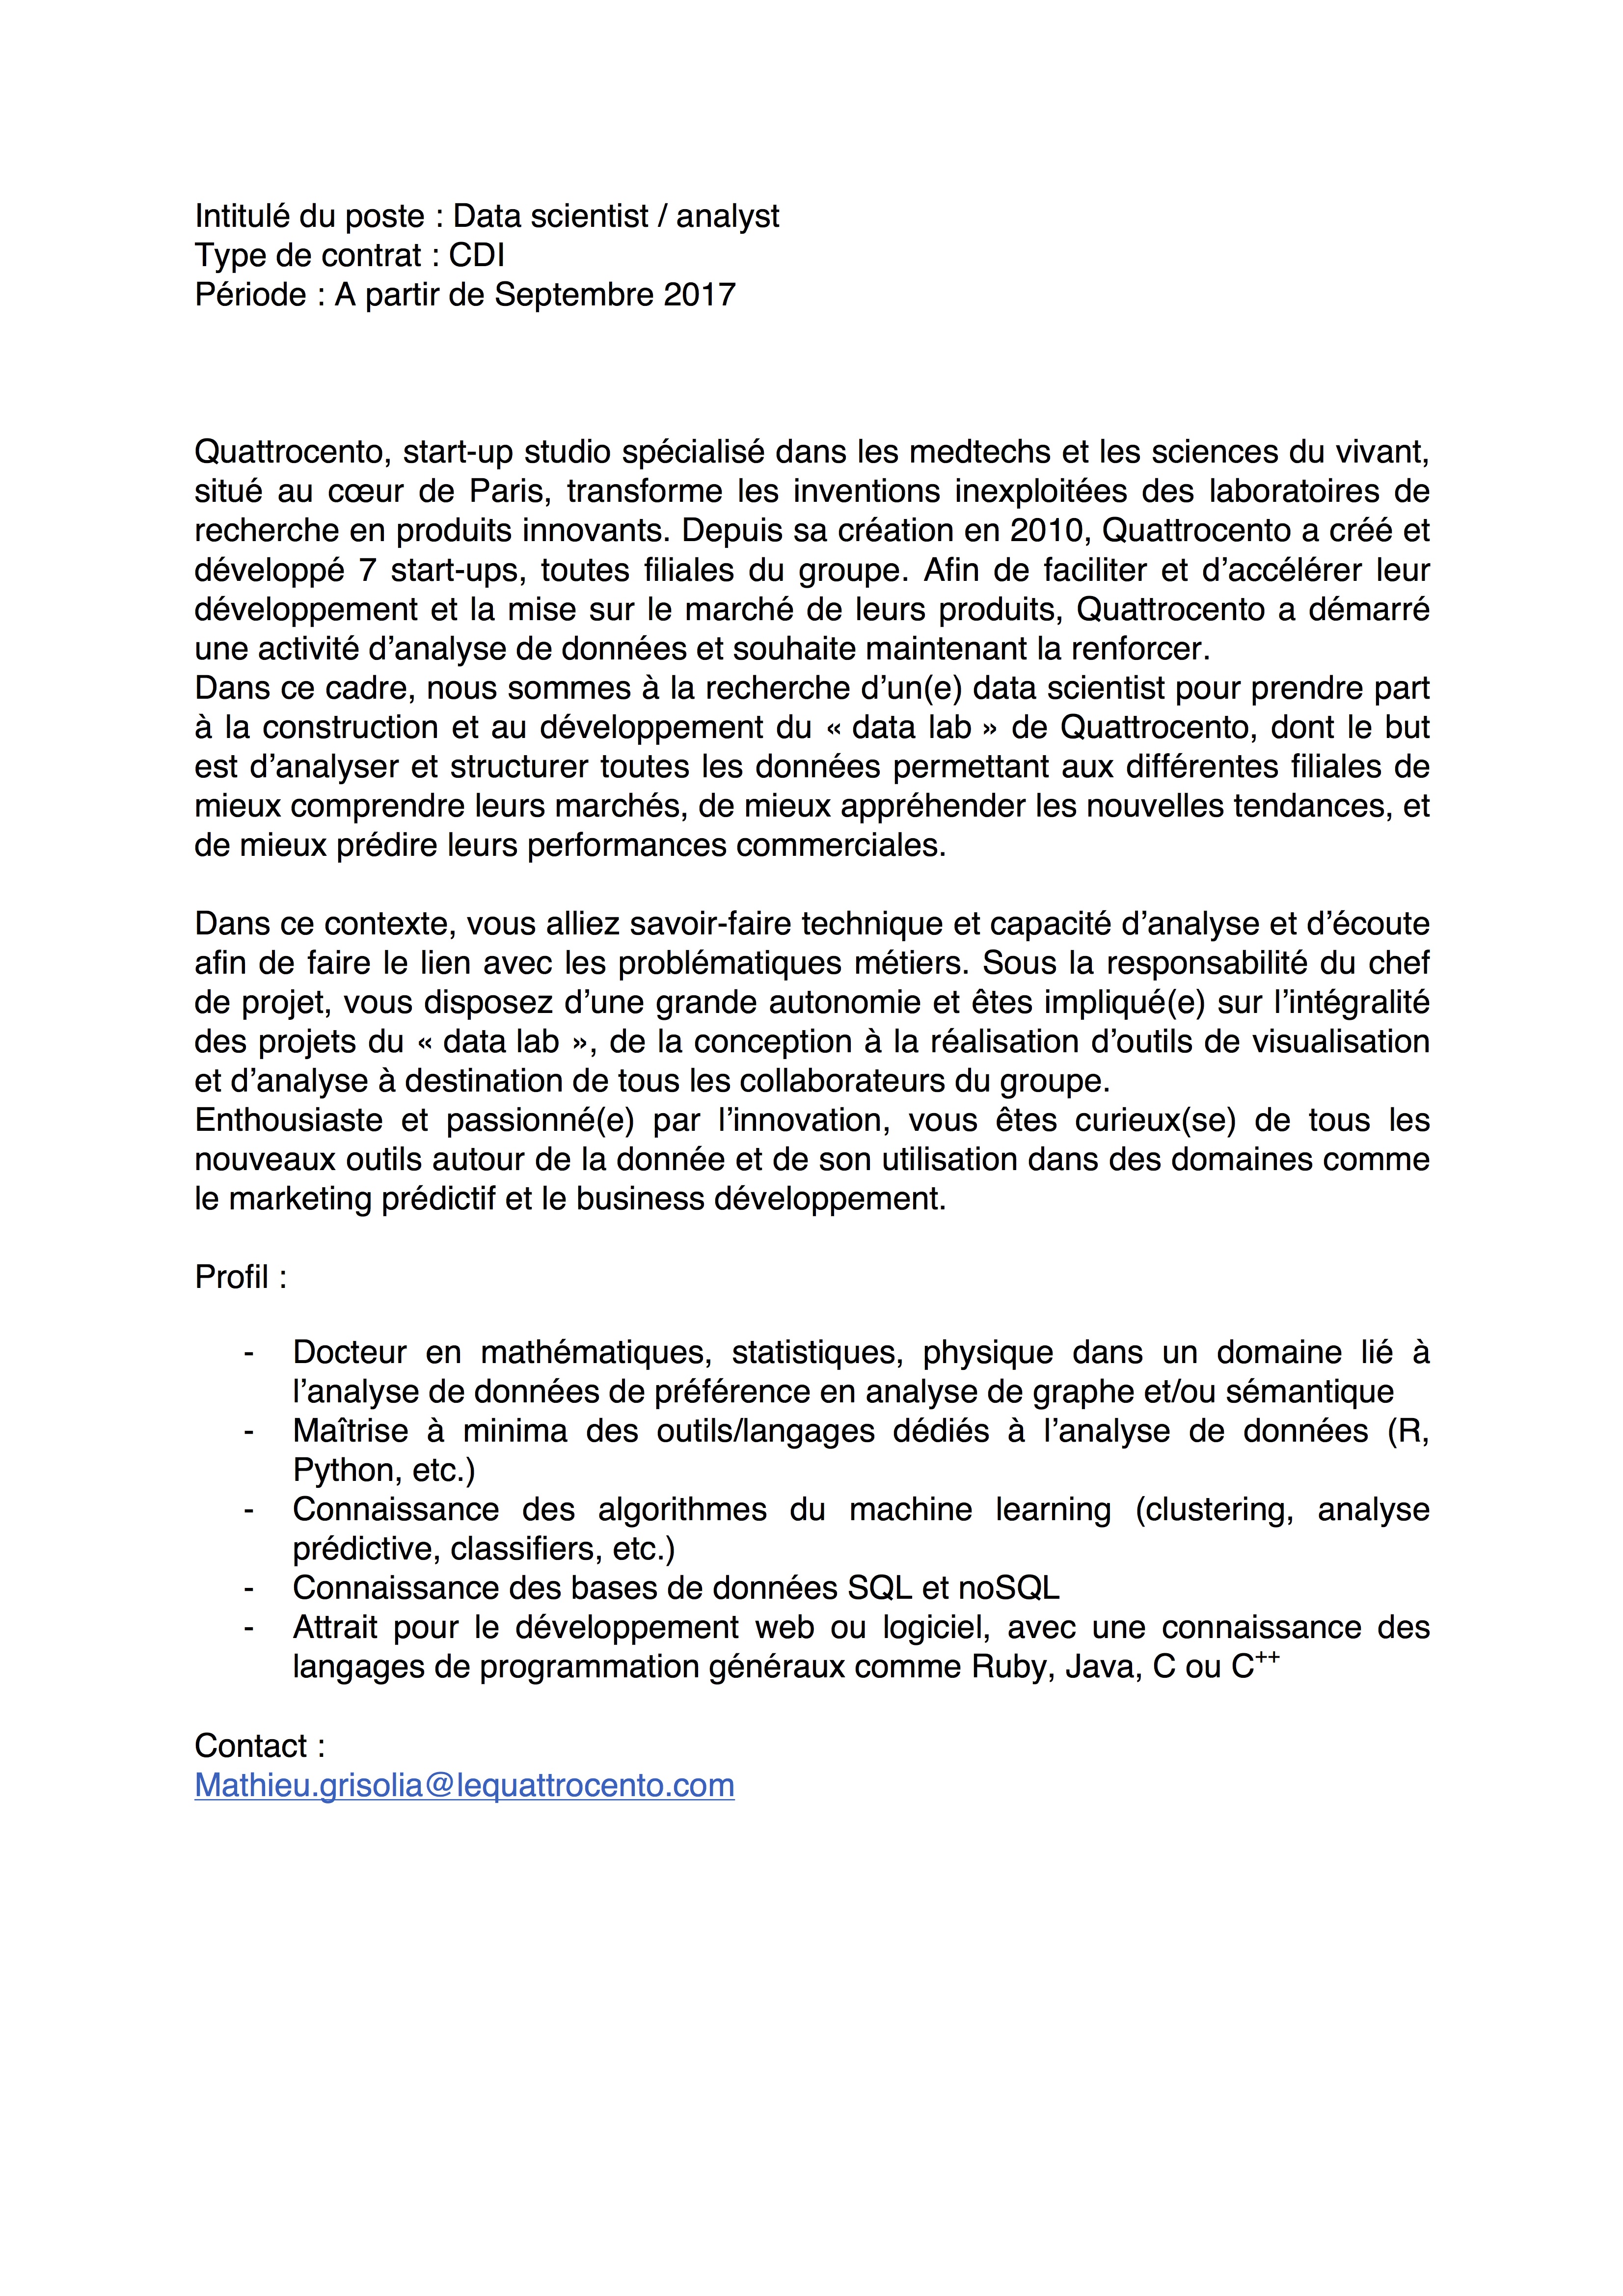 Intitulé du poste : Data scientist / analyst
Type de contrat : CDI
Période : A partir de Septembre 2017
Quattrocento, start-up studio spécialisé dans les medtechs et les sciences du vivant,
situé au cœur de Paris, transforme les inventions inexploitées des laboratoires de
recherche en produits innovants. Depuis sa création en 2010, Quattrocento a créé et
développé 7 start-ups, toutes filiales du groupe. Afin de faciliter et d’accélérer leur
développement et la mise sur le marché de leurs produits, Quattrocento a démarré
une activité d’analyse de données et souhaite maintenant la renforcer.
Dans ce cadre, nous sommes à la recherche d’un(e) data scientist pour prendre part
à la construction et au développement du « data lab » de Quattrocento, dont le but
est d’analyser et structurer toutes les données permettant aux différentes filiales de
mieux comprendre leurs marchés, de mieux appréhender les nouvelles tendances, et
de mieux prédire leurs performances commerciales.
Dans ce contexte, vous alliez savoir-faire technique et capacité d’analyse et d’écoute
afin de faire le lien avec les problématiques métiers. Sous la responsabilité du chef
de projet, vous disposez d’une grande autonomie et êtes impliqué(e) sur l’intégralité
des projets du « data lab », de la conception à la réalisation d’outils de visualisation
et d’analyse à destination de tous les collaborateurs du groupe.
Enthousiaste et passionné(e) par l’innovation, vous êtes curieux(se) de tous les
nouveaux outils autour de la donnée et de son utilisation dans des domaines comme
le marketing prédictif et le business développement.
Profil :
- Docteur en mathématiques, statistiques, physique dans un domaine lié à
l’analyse de données de préférence en analyse de graphe et/ou sémantique
- Maîtrise à minima des outils/langages dédiés à l’analyse de données (R,
Python, etc.)
- Connaissance des algorithmes du machine learning (clustering, analyse
prédictive, classifiers, etc.)
- Connaissance des bases de données SQL et noSQL
- Attrait pour le développement web ou logiciel, avec une connaissance des
langages de programmation généraux comme Ruby, Java, C ou C++
Contact :
Mathieu.grisolia@lequattrocento.com